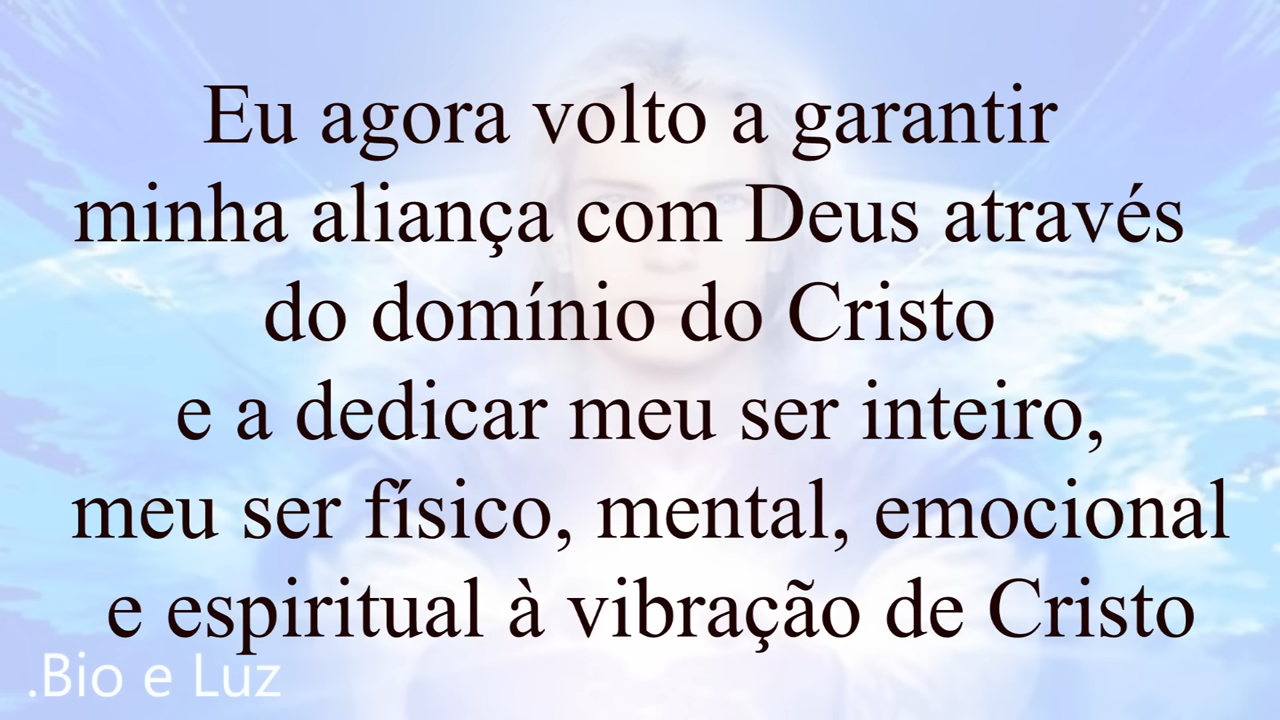 Eu agora volto a garantir
minha aliança com Deus através
do domínio do Cristo
e a dedicar meu ser inteiro,
meu ser físico, mental, emocional
e espiritual à vibração de Cristo
.Bio e Luz